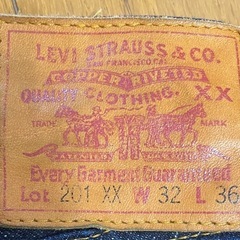 LEVI STRAUSS & CO.
SAN FRANCISCO CAL.
COPPER RIVETED
QUALITY CLOTHING. XX
TRADE MARK
PATENTED
Every Garment Guaranteed
Lot 201 XX W 32 L 36